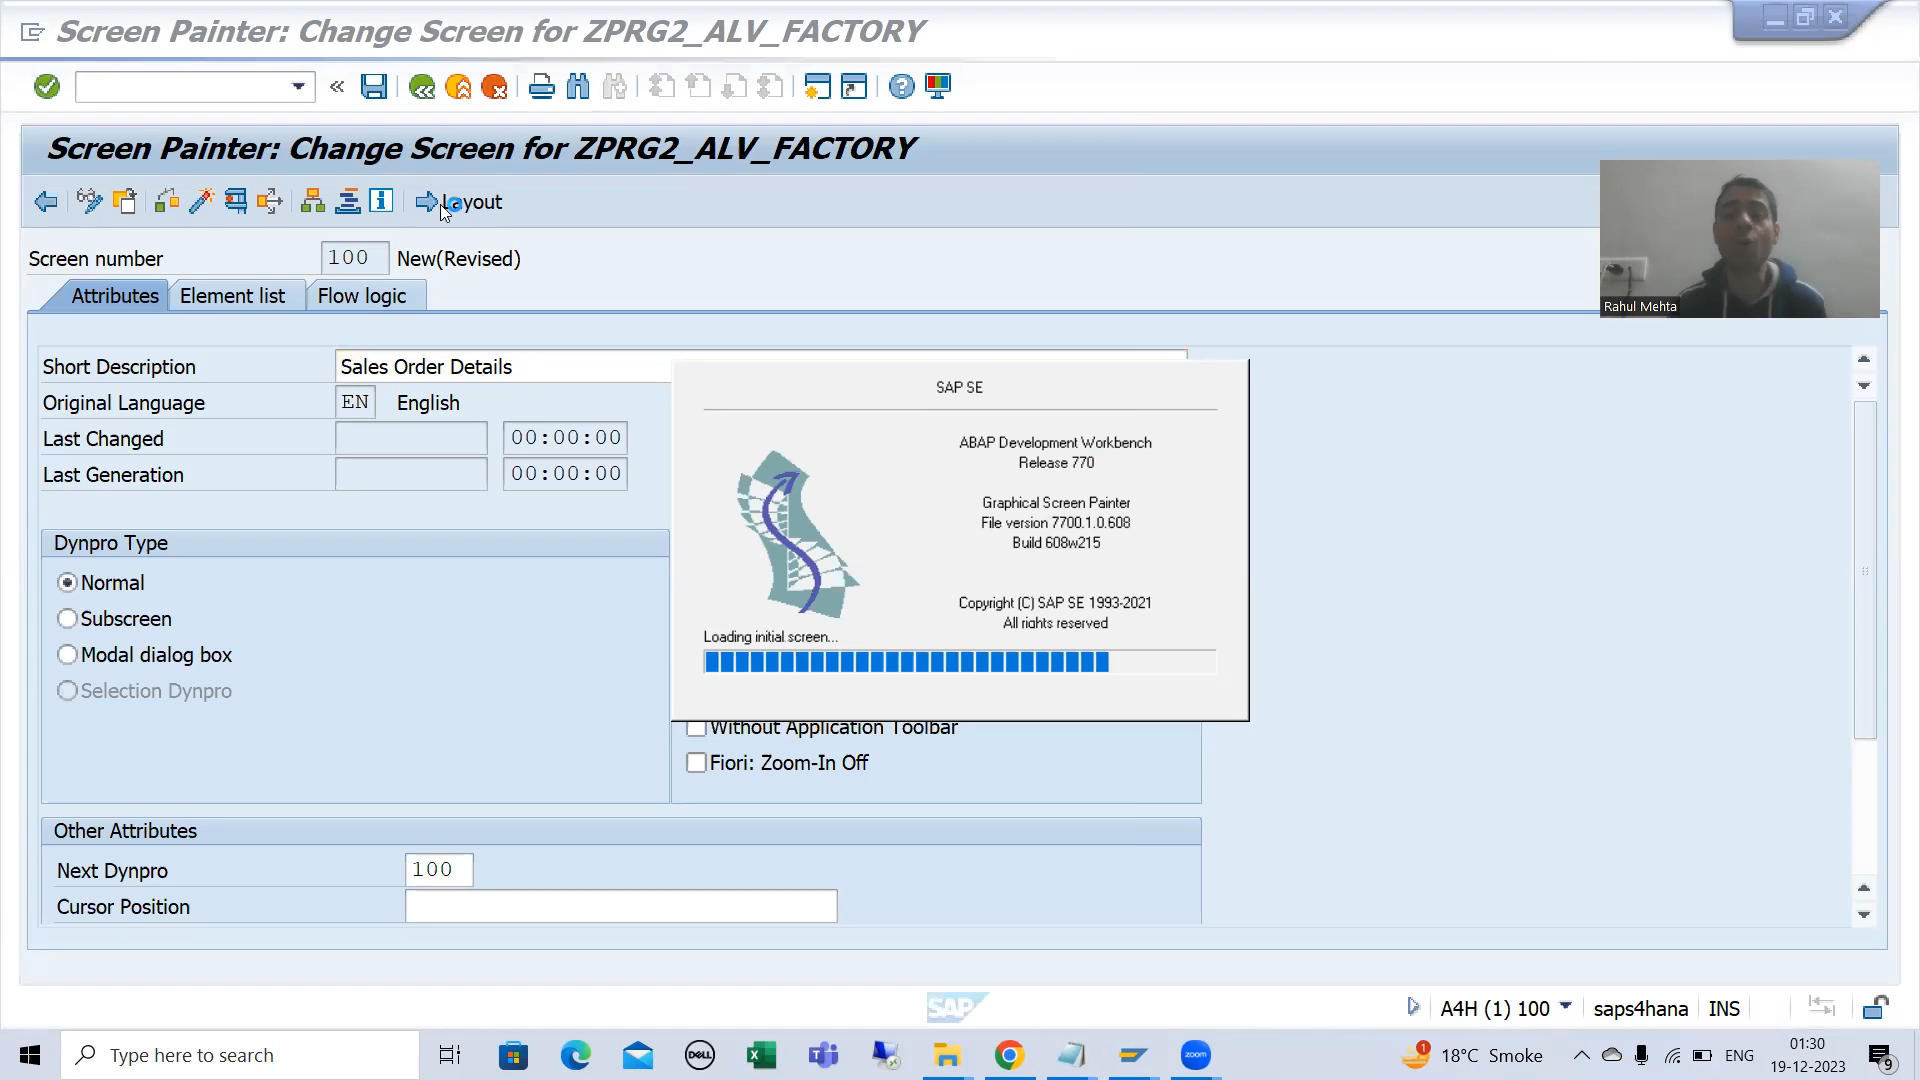 Screen Painter: Change Screen for ZPRG2_ALV_FACTORY
Screen Painter: Change Screen for ZPRG2_ALV_FACTORY
Layout
Screen number 100 New(Revised)
Attributes Element list Flow logic
Rahul Mehta
Short Description Sales Order Details
Original Language EN English
Last Changed 00:00:00
Last Generation 00:00:00
SAP SE
ABAP Development Workbench
Release 770
Graphical Screen Painter
File version 7700.1.0.608
Build 608w215
Copyright (C) SAP SE 1993-2021
All rights reserved
Loading initial screen...
Dynpro Type
Normal
Subscreen
Modal dialog box
Selection Dynpro
Without Application Toolbar
Fiori: Zoom-In Off
Other Attributes
Next Dynpro 100
Cursor Position
SAP
A4H (1) 100 saps4hana INS
Type here to search
DELL
zoom
1
18°C Smoke
ENG
01:30
19-12-2023
9